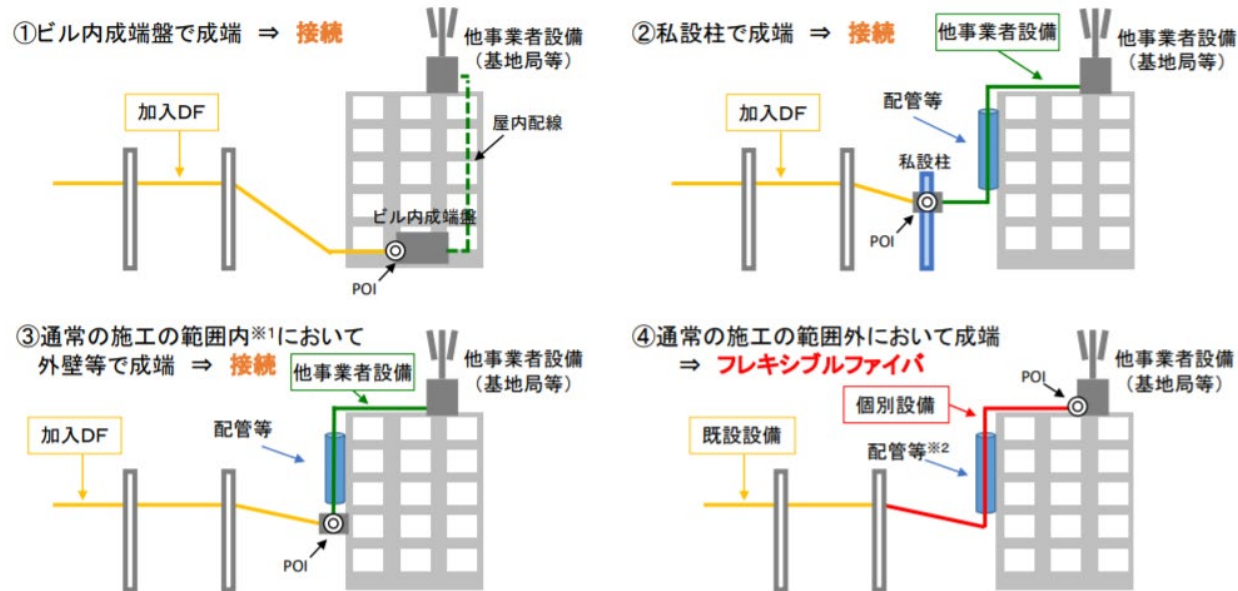 ①ビル内成端盤で成端 ⇒ 接続
他事業者設備
(基地局等)
加入DF
屋内配線
ビル内成端盤
POI
②私設柱で成端 ⇒ 接続
他事業者設備
他事業者設備
(基地局等)
配管等
加入DF
私設柱
POI
③通常の施工の範囲内※1において
外壁等で成端 ⇒ 接続
他事業者設備
他事業者設備
(基地局等)
配管等
加入DF
POI
④通常の施工の範囲外において成端
⇒ フレキシブルファイバ
POI
他事業者設備
(基地局等)
個別設備
既設設備
配管等※2